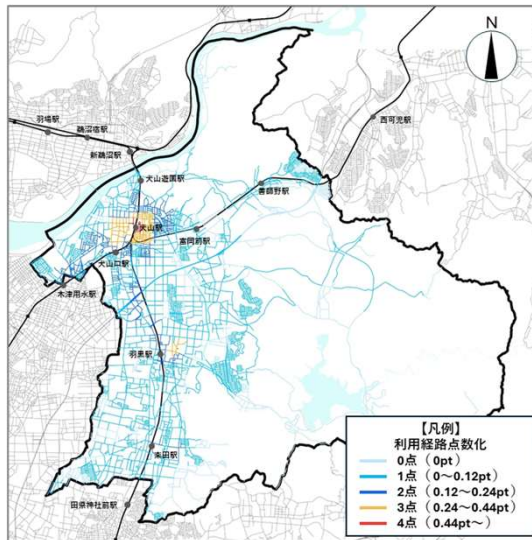 N
羽場駅
鵜沼宿駅
新鵜沼駅
西可児駅
犬山遊園駅
善師野駅
犬山駅
富岡前駅
犬山口駅
木津用水駅
羽黒駅
楽田駅
田県神社前駅
【凡例】
利用経路点数化
0点（0pt）
1点（0～0.12pt）
2点（0.12～0.24pt）
3点（0.24～0.44pt）
4点（0.44pt～）